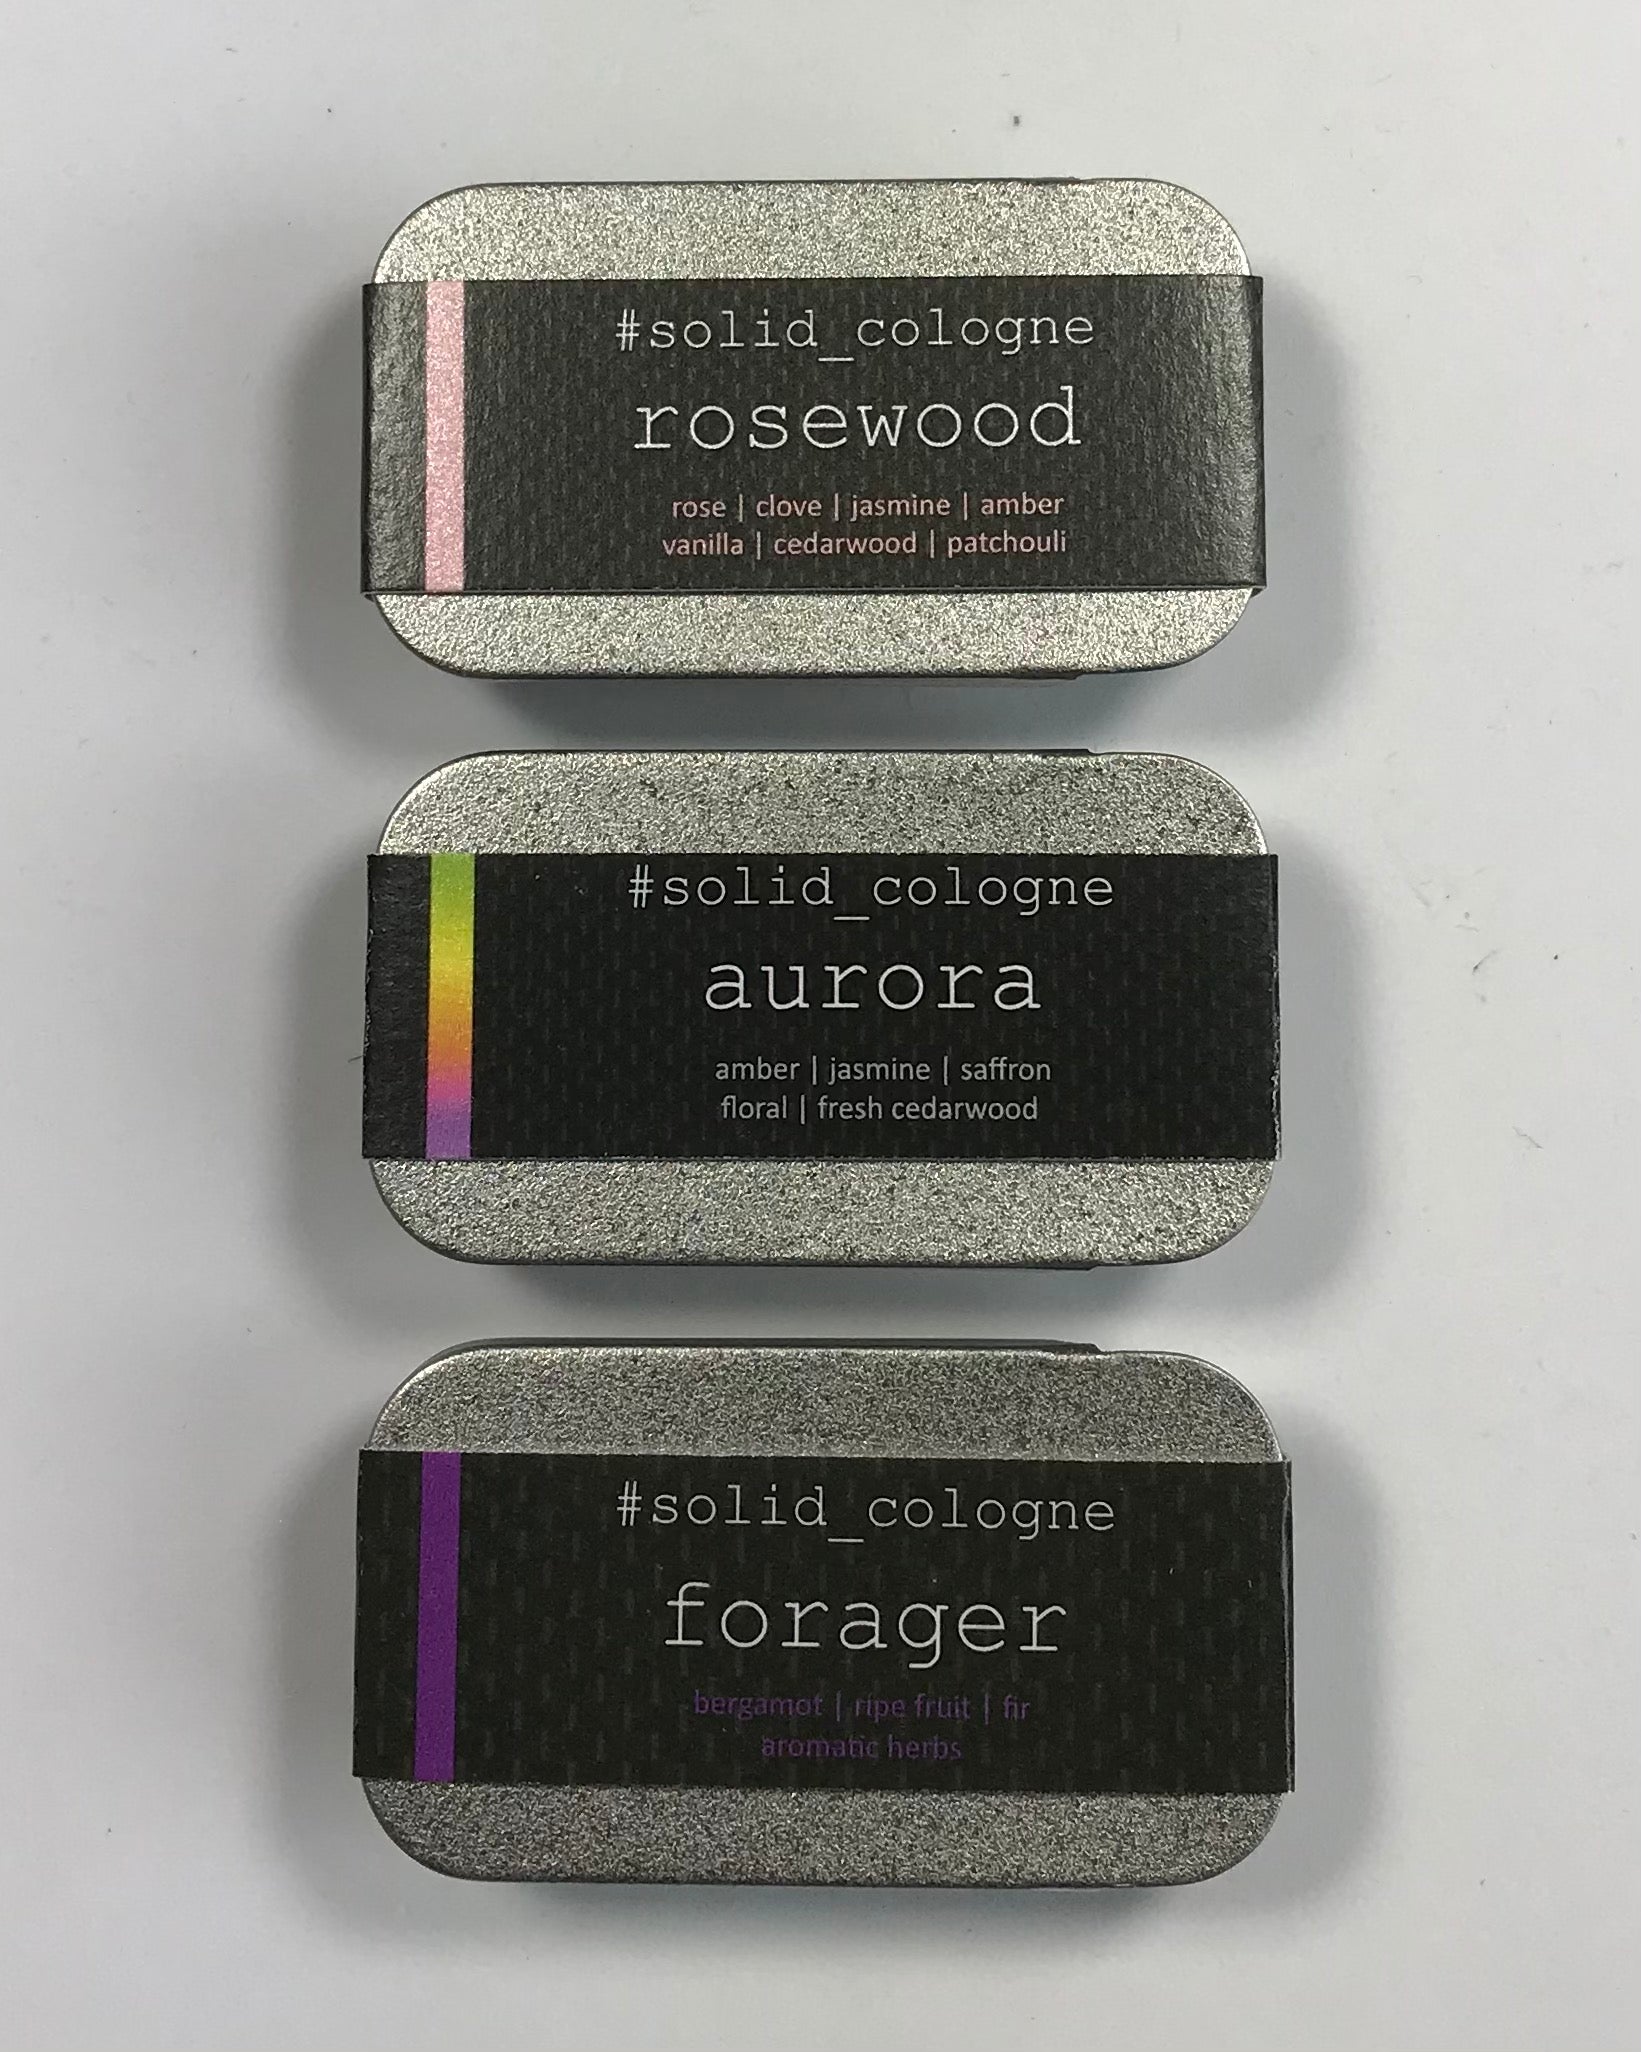 #solid_cologne
rosewood
rose | clove | jasmine | amber
vanilla | cedarwood | patchouli
#solid_cologne
aurora
amber | jasmine | saffron
floral | fresh cedarwood
#solid_cologne
forager
bergamot | ripe fruit | fir
aromatic herbs